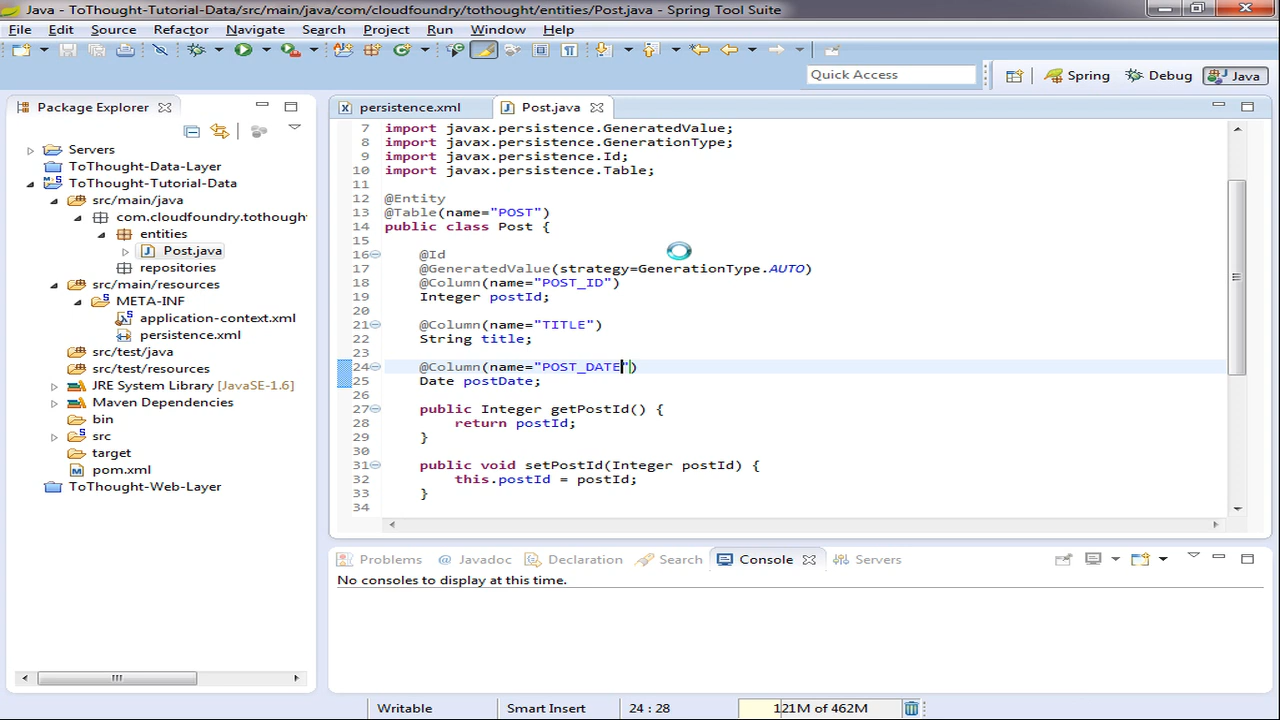 Java - ToThought-Tutorial-Data/src/main/java/com/cloudfoundry/tothought/entities/Post.java - Spring Tool Suite
File Edit Source Refactor Navigate Search Project Run Window Help
Quick Access
Spring Debug Java
Package Explorer
Servers
ToThought-Data-Layer
ToThought-Tutorial-Data
src/main/java
com.cloudfoundry.tothought
entities
Post.java
repositories
src/main/resources
META-INF
application-context.xml
persistence.xml
src/test/java
src/test/resources
JRE System Library [JavaSE-1.6]
Maven Dependencies
bin
src
target
pom.xml
ToThought-Web-Layer
persistence.xml Post.java
7 import javax.persistence.GeneratedValue;
8 import javax.persistence.GenerationType;
9 import javax.persistence.Id;
10 import javax.persistence.Table;
11
12 @Entity
13 @Table(name="POST")
14 public class Post {
15
16 @Id
17 @GeneratedValue(strategy=GenerationType.AUTO)
18 @Column(name="POST_ID")
19 Integer postId;
20
21 @Column(name="TITLE")
22 String title;
23
24 @Column(name="POST_DATE")
25 Date postDate;
26
27 public Integer getPostId() {
28 return postId;
29 }
30
31 public void setPostId(Integer postId) {
32 this.postId = postId;
33 }
34
Problems @ Javadoc Declaration Search Console Servers
No consoles to display at this time.
Writable Smart Insert 24 : 28 121M of 462M